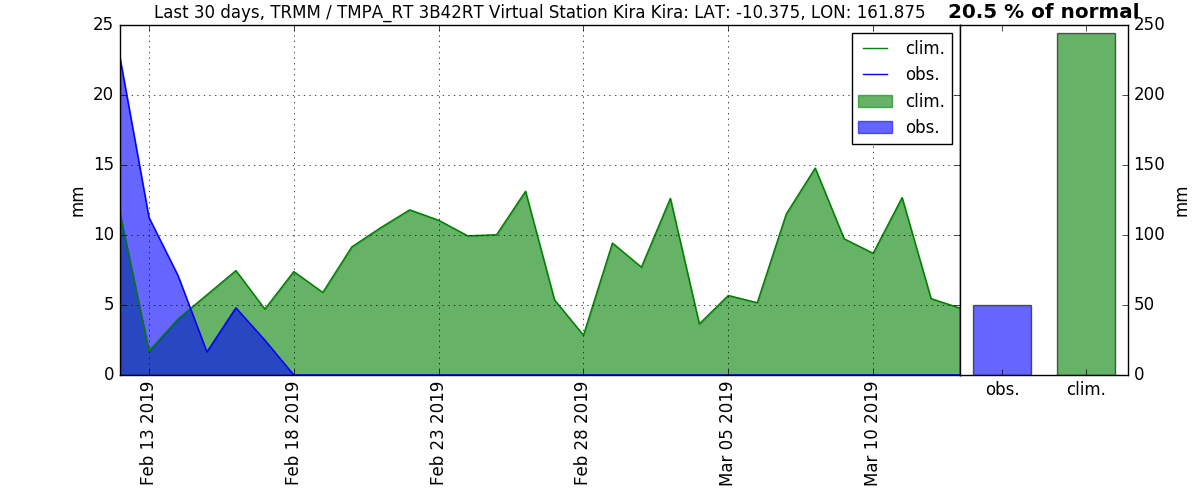 Last 30 days, TRMM / TMPA_RT 3B42RT Virtual Station Kira Kira: LAT: -10.375, LON: 161.875
20.5 % of normal
25
20
15
10
5
0
mm
clim.
obs.
clim.
obs.
250
200
150
100
50
0
mm
obs.
clim.
Feb 13 2019
Feb 18 2019
Feb 23 2019
Feb 28 2019
Mar 05 2019
Mar 10 2019